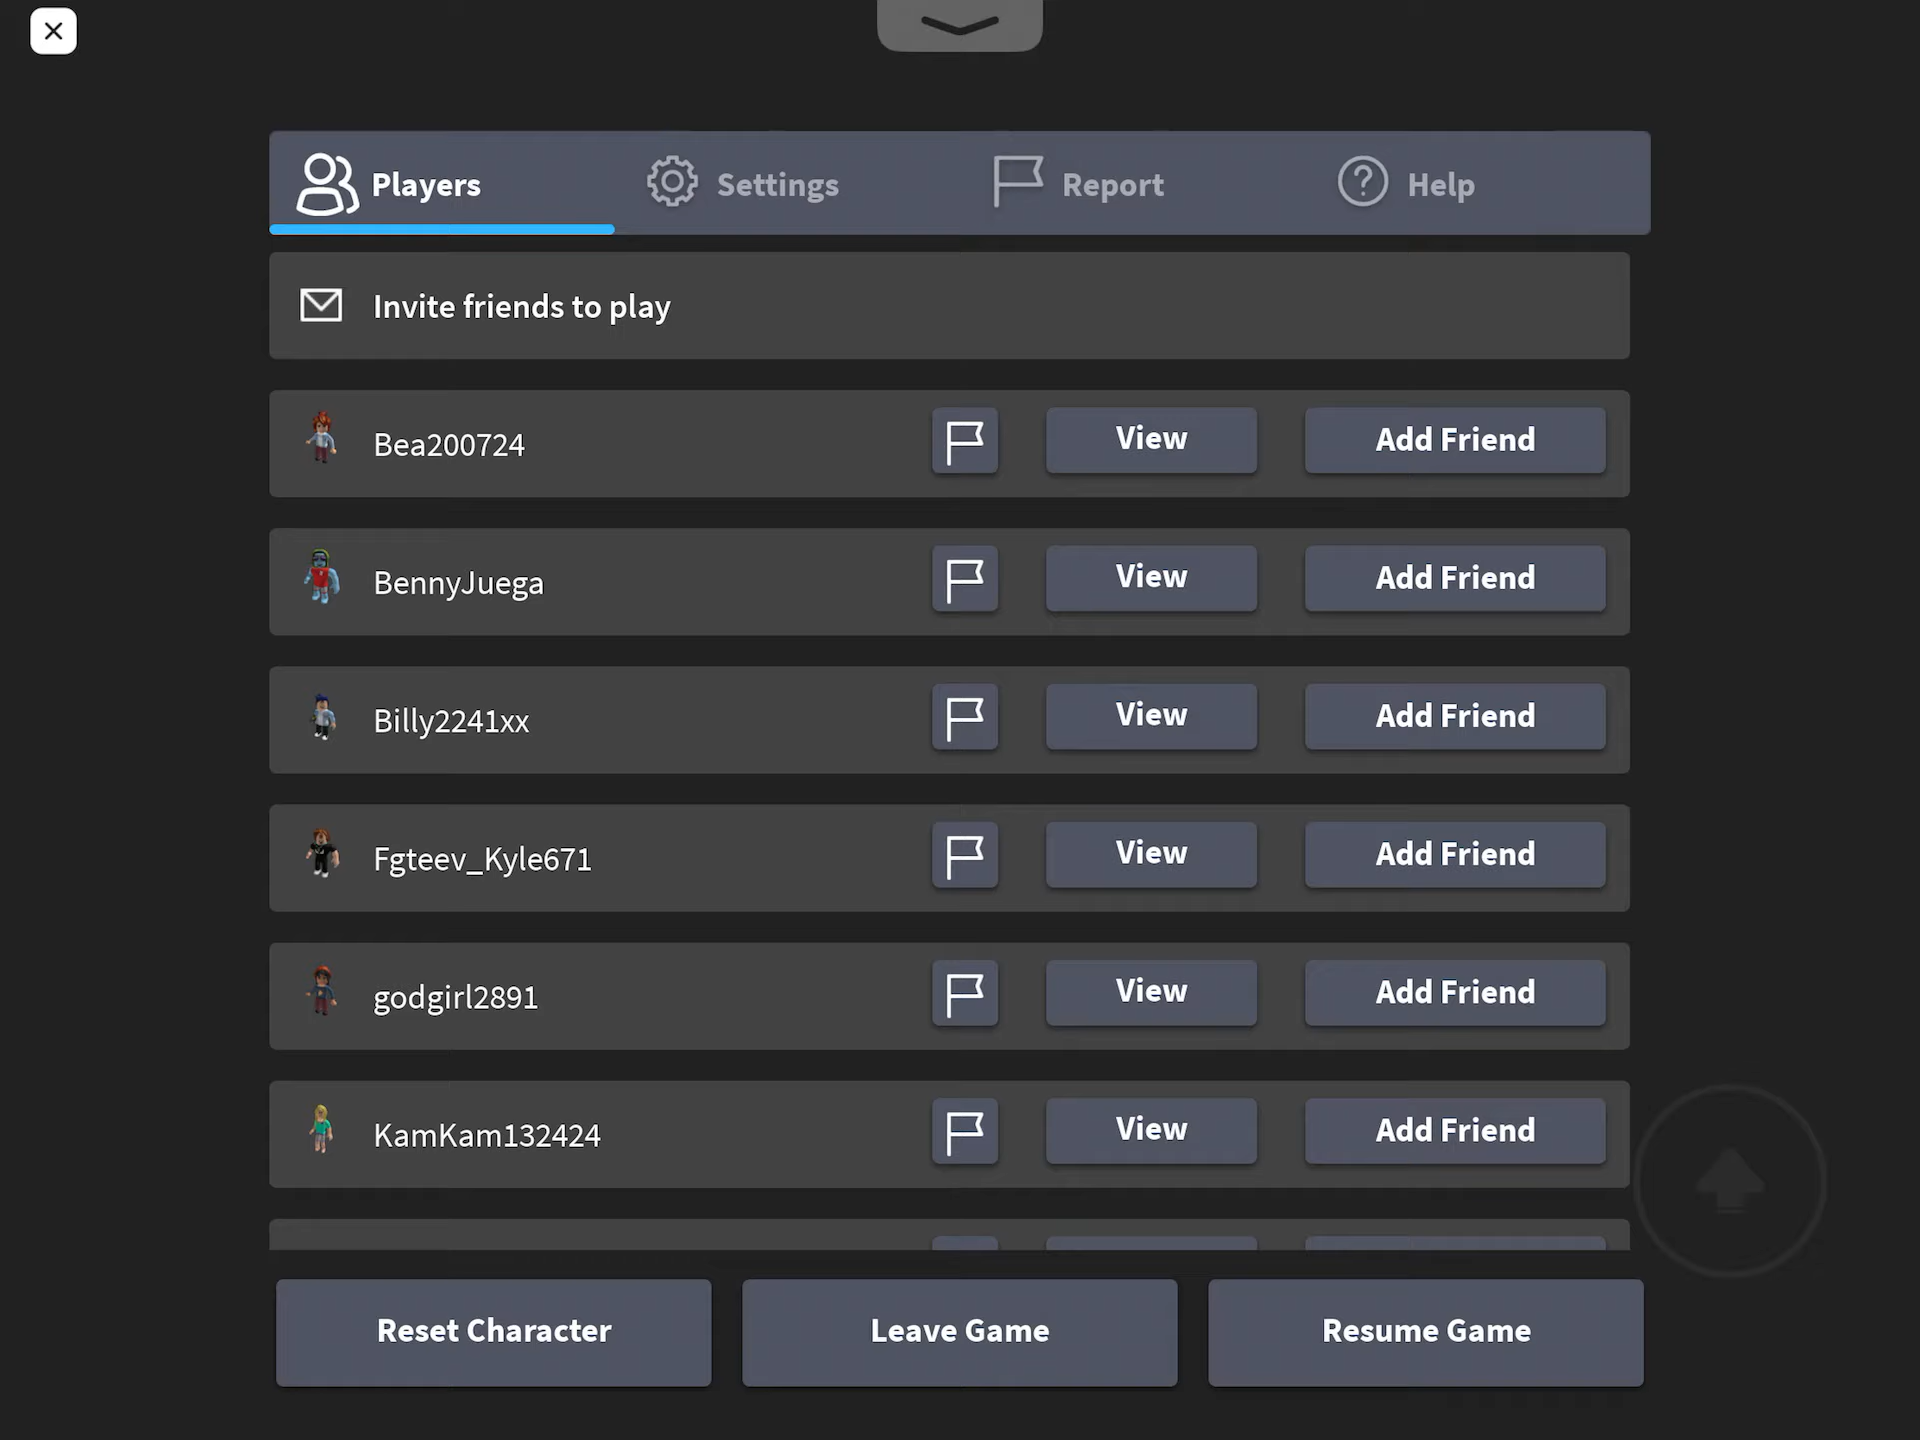 Players
Settings
Report
Help
Invite friends to play
Bea200724
View
Add Friend
BennyJuega
View
Add Friend
Billy2241xx
View
Add Friend
Fgteev_Kyle671
View
Add Friend
godgirl2891
View
Add Friend
KamKam132424
View
Add Friend
Reset Character
Leave Game
Resume Game